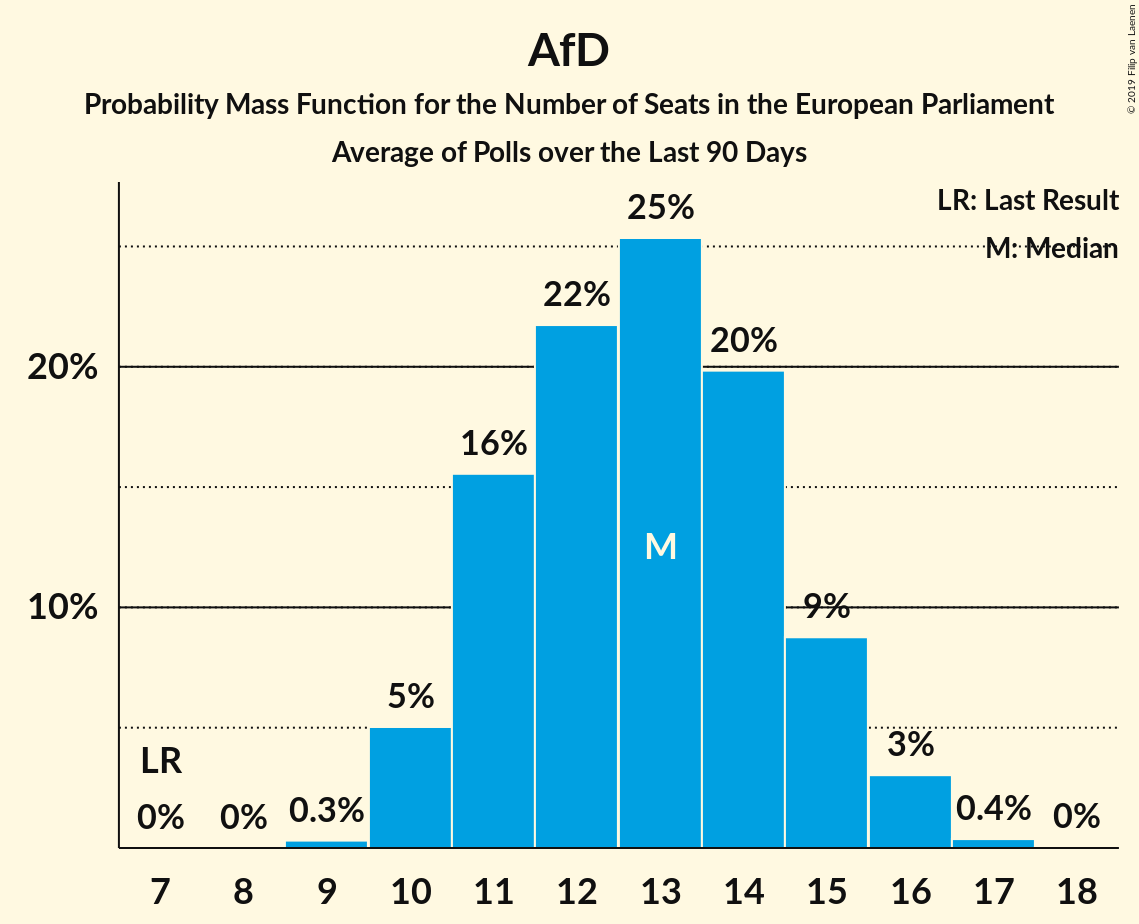 AfD
Probability Mass Function for the Number of Seats in the European Parliament
Average of Polls over the Last 90 Days
© 2019 Filip van Laenen
LR: Last Result
M: Median
25%
22%
20%
20%
16%
M
10%
9%
5%
3%
LR
0%
0%
0.3%
0.4%
0%
7 8 9 10 11 12 13 14 15 16 17 18